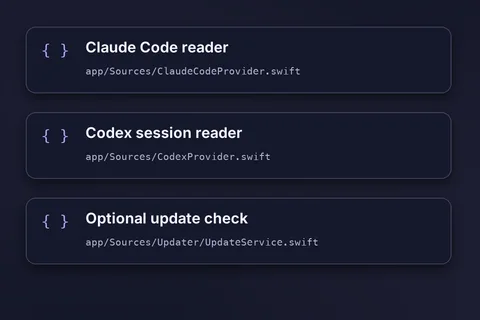 { } Claude Code reader
app/Sources/ClaudeCodeProvider.swift
{ } Codex session reader
app/Sources/CodexProvider.swift
{ } Optional update check
app/Sources/Updater/UpdateService.swift